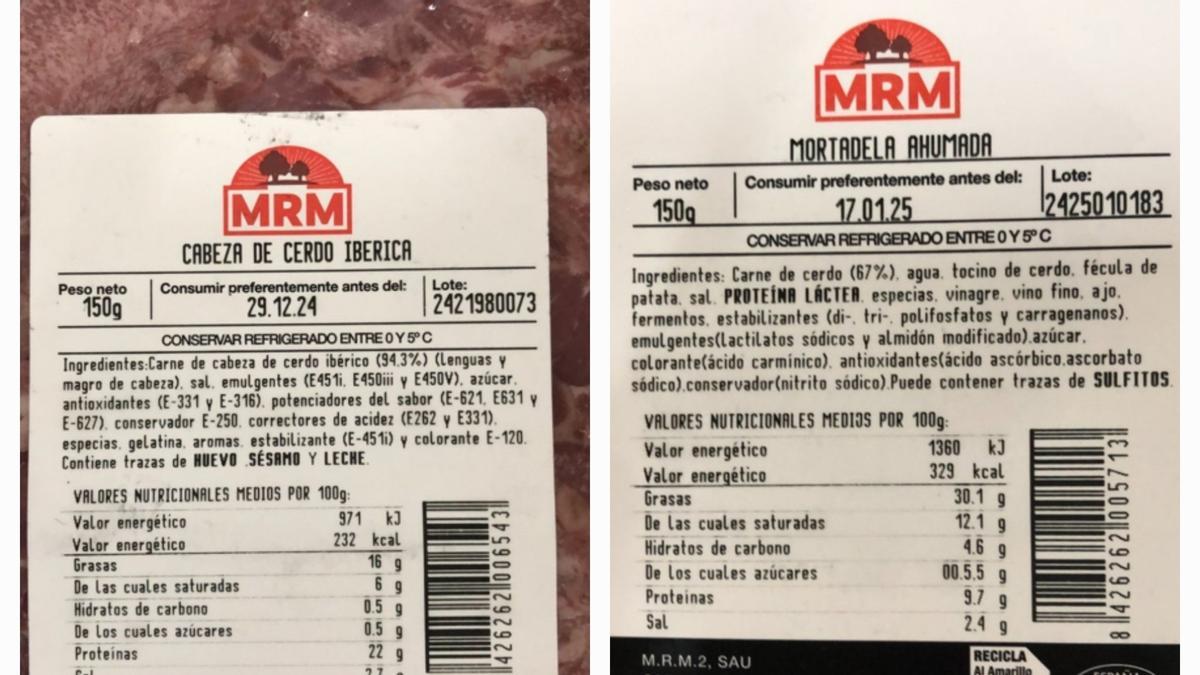 MRM
CABEZA DE CERDO IBERICA
Peso neto
150g
Consumir preferentemente antes del:
29.12.24
Lote:
2421980073
CONSERVAR REFRIGERADO ENTRE 0 Y 5º C
Ingredientes:Carne de cabeza de cerdo ibérico (94.3%) (Lenguas y
magro de cabeza), sal, emulgentes (E451i, E450iii y E450V), azúcar,
antioxidantes (E-331 y E-316), potenciadores del sabor (E-621, E631 y
E-627), conservador E-250, correctores de acidez (E262 y E331),
especias, gelatina, aromas, estabilizante (E-451i) y colorante E-120.
Contiene trazas de HUEVO ,SÉSAMO Y LECHE.
VALORES NUTRICIONALES MEDIOS POR 100g:
Valor energético 971 kJ
Valor energético 232 kcal
Grasas 16 g
De las cuales saturadas 6 g
Hidratos de carbono 0.5 g
De los cuales azúcares 0.5 g
Proteínas 22 g
426262006543
MRM
MORTADELA AHUMADA
Peso neto
150g
Consumir preferentemente antes del:
17.01.25
Lote:
2425010183
CONSERVAR REFRIGERADO ENTRE 0 Y 5º C
Ingredientes: Carne de cerdo (67%), agua, tocino de cerdo, fécula de
patata, sal, PROTEÍNA LÁCTEA, especias, vinagre, vino fino, ajo,
fermentos, estabilizantes (di-, tri-, polifosfatos y carragenanos),
emulgentes(lactilatos sódicos y almidón modificado),azúcar,
colorante(ácido carmínico), antioxidantes(ácido ascórbico,ascorbato
sódico),conservador(nitrito sódico).Puede contener trazas de SULFITOS.
VALORES NUTRICIONALES MEDIOS POR 100g:
Valor energético 1360 kJ
Valor energético 329 kcal
Grasas 30.1 g
De las cuales saturadas 12.1 g
Hidratos de carbono 4.6 g
De los cuales azúcares 00.5.5 g
Proteínas 9.7 g
Sal 2.4 g
8 426262 005713
M.R.M.2, SAU
RECICLA
Al Amarillo